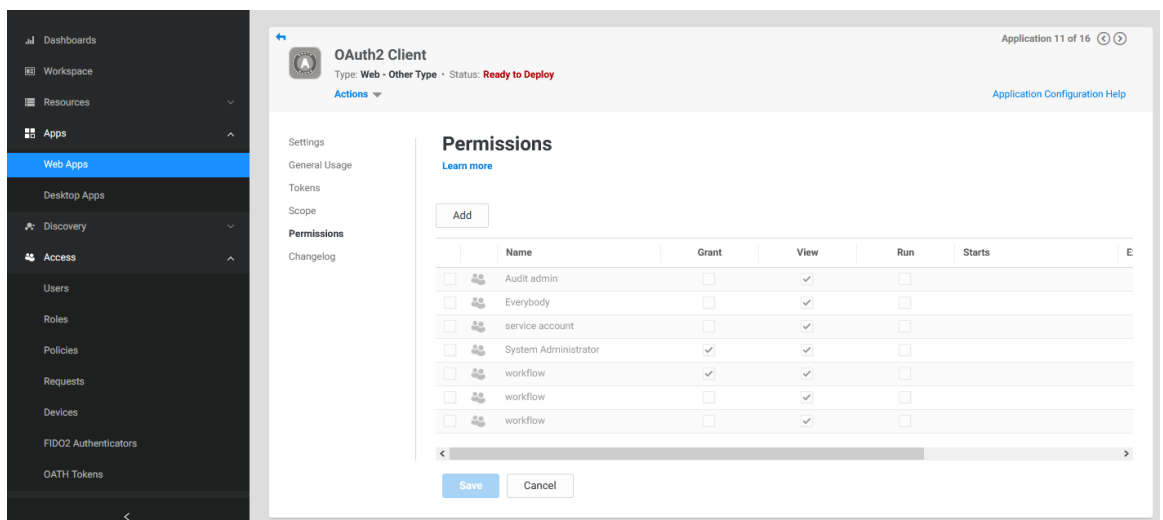 Dashboards
Workspace
Resources
Apps
Web Apps
Desktop Apps
Discovery
Access
Users
Roles
Policies
Requests
Devices
FIDO2 Authenticators
OATH Tokens
Application 11 of 16
OAuth2 Client
Type: Web - Other Type • Status: Ready to Deploy
Actions
Application Configuration Help
Settings
General Usage
Tokens
Scope
Permissions
Changelog
Permissions
Learn more
Add
Name Grant View Run Starts
Audit admin
Everybody
service account
System Administrator
workflow
workflow
workflow
Save Cancel